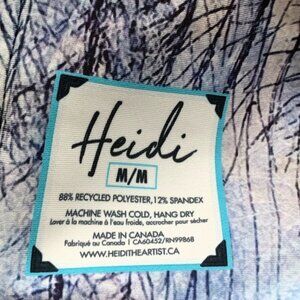 Heidi
M/M
88% RECYCLED POLYESTER, 12% SPANDEX
MACHINE WASH COLD, HANG DRY
Laver à la machine à l'eau froide, accrocher pour sécher
MADE IN CANADA
Fabriqué au Canada | CA60452/RN99868
WWW.HEIDITHEARTIST.CA